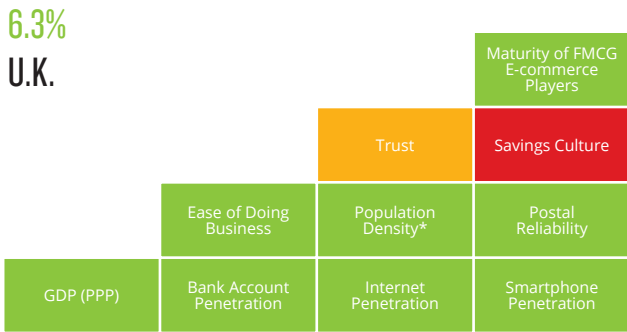 6.3%
U.K.
Maturity of FMCG
E-commerce
Players
Trust
Savings Culture
Ease of Doing
Business
Population
Density*
Postal
Reliability
GDP (PPP)
Bank Account
Penetration
Internet
Penetration
Smartphone
Penetration